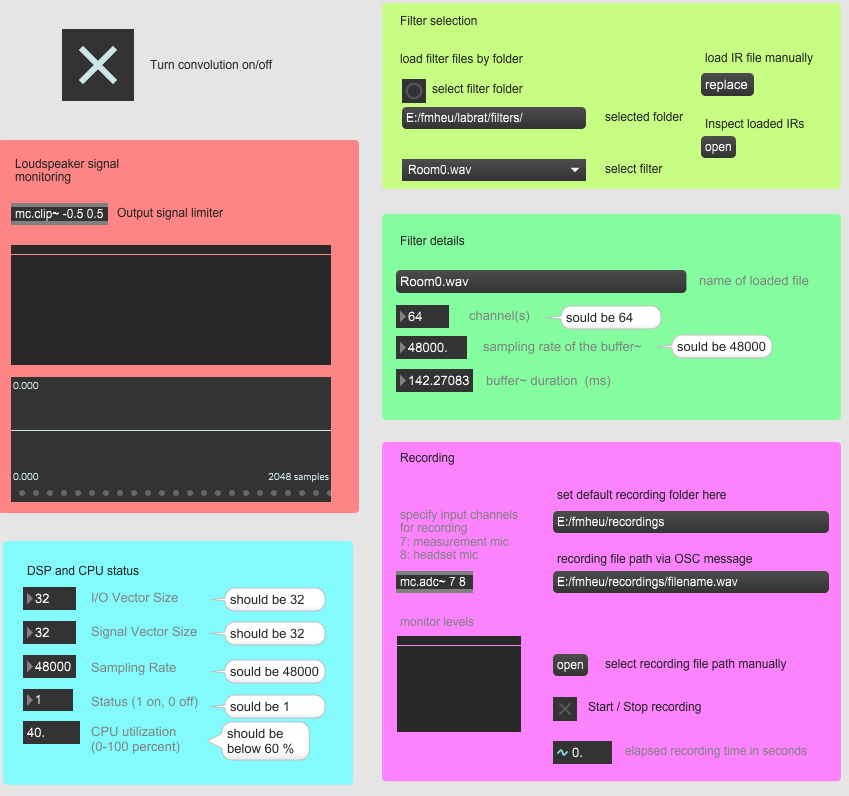 Turn convolution on/off
Loudspeaker signal
monitoring
mc.clip~ -0.5 0.5
Output signal limiter
0.000
0.000
2048 samples
DSP and CPU status
32
I/O Vector Size
should be 32
32
Signal Vector Size
should be 32
48000
Sampling Rate
sould be 48000
1
Status (1 on, 0 off)
sould be 1
40.
CPU utilization
(0-100 percent)
should be
below 60 %
Filter selection
load filter files by folder
select filter folder
E:/fmheu/labrat/filters/
selected folder
Room0.wav
select filter
load IR file manually
replace
Inspect loaded IRs
open
Filter details
Room0.wav
name of loaded file
64
channel(s)
sould be 64
48000.
sampling rate of the buffer~
sould be 48000
142.27083
buffer~ duration (ms)
Recording
specify input channels
for recording
7: measurement mic
8: headset mic
mc.adc~ 7 8
monitor levels
set default recording folder here
E:/fmheu/recordings
recording file path via OSC message
E:/fmheu/recordings/filename.wav
open
select recording file path manually
Start / Stop recording
0.
elapsed recording time in seconds